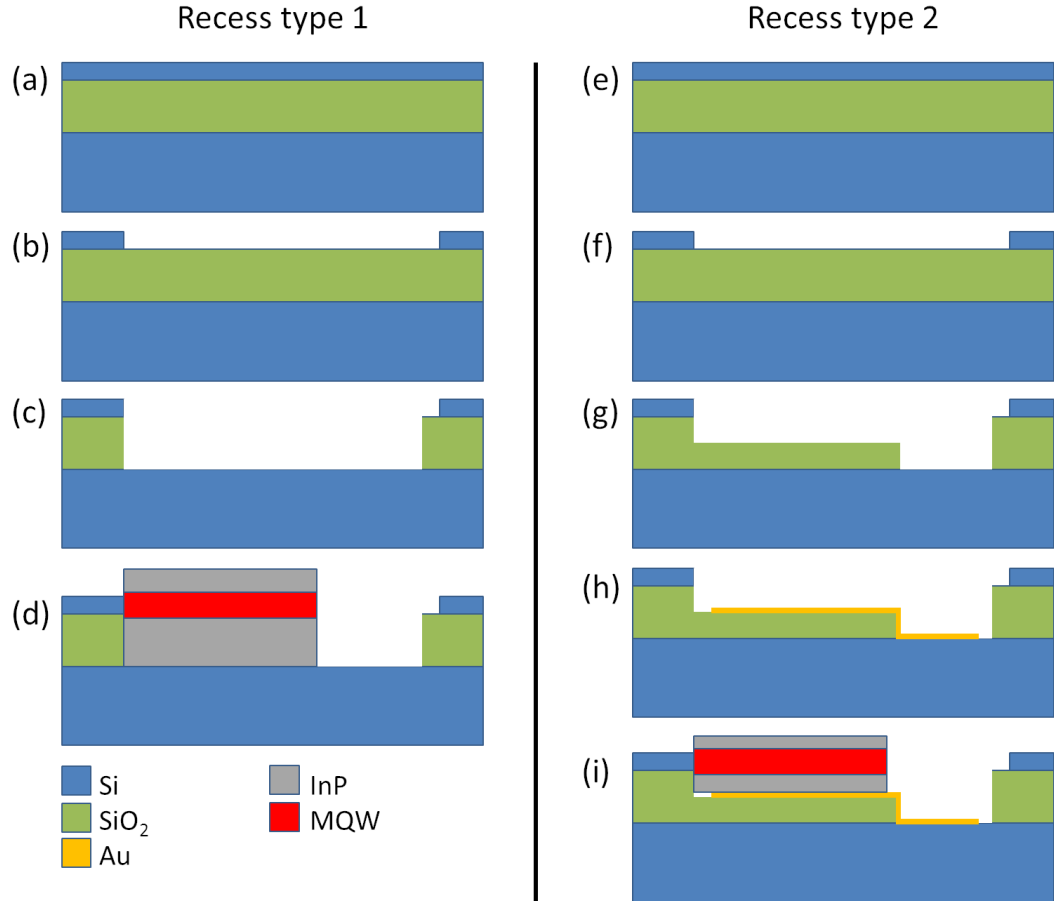 Recess type 1
Recess type 2
(a)
(b)
(c)
(d)
(e)
(f)
(g)
(h)
(i)
Si
SiO₂
Au
InP
MQW